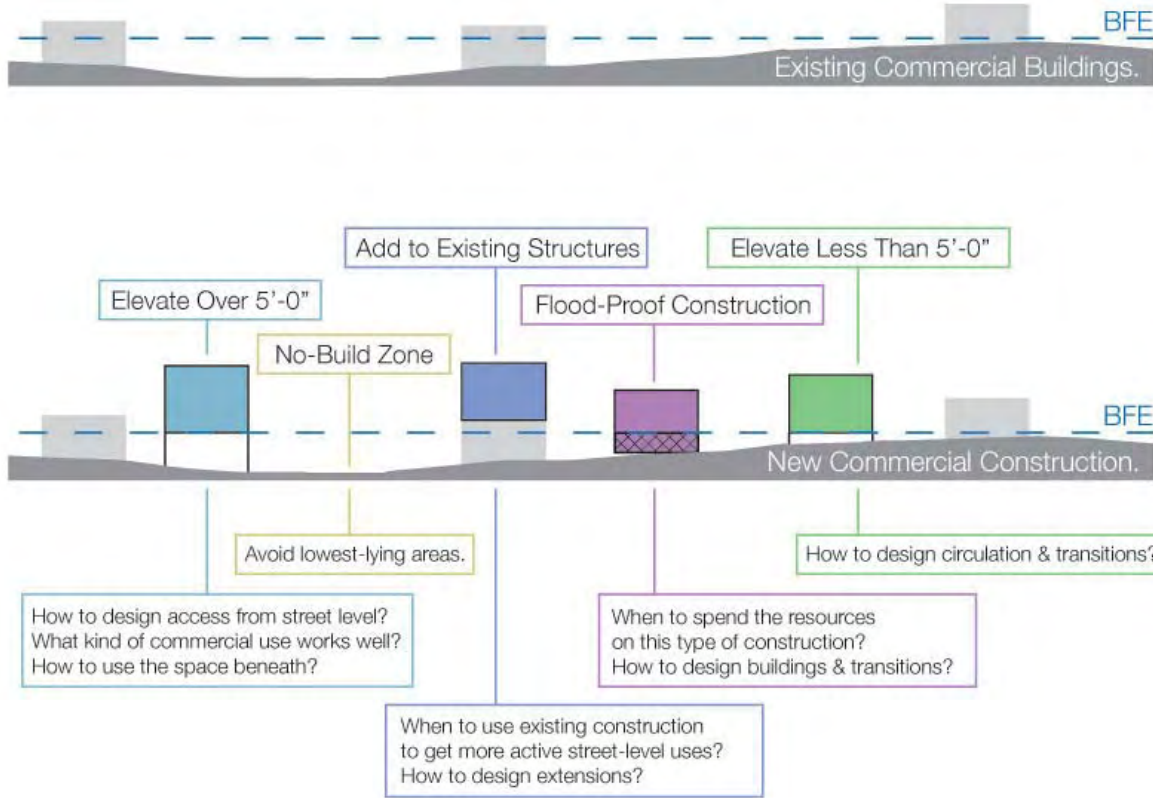 BFE
Existing Commercial Buildings.
Add to Existing Structures
Elevate Less Than 5'-0"
Elevate Over 5'-0"
Flood-Proof Construction
No-Build Zone
BFE
New Commercial Construction.
Avoid lowest-lying areas.
How to design circulation & transitions?
How to design access from street level?
What kind of commercial use works well?
How to use the space beneath?
When to spend the resources
on this type of construction?
How to design buildings & transitions?
When to use existing construction
to get more active street-level uses?
How to design extensions?